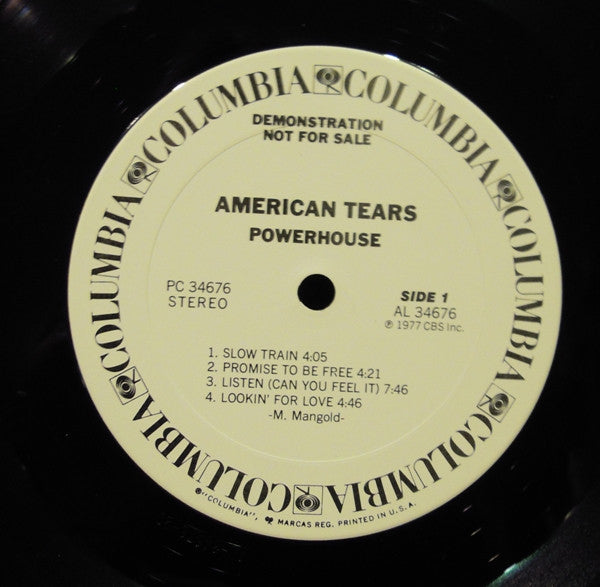 COLUMBIA COLUMBIA COLUMBIA COLUMBIA COLUMBIA COLUMBIA
DEMONSTRATION
NOT FOR SALE
AMERICAN TEARS
POWERHOUSE
PC 34676
STEREO
SIDE 1
AL 34676
℗ 1977 CBS Inc.
1. SLOW TRAIN 4:05
2. PROMISE TO BE FREE 4:21
3. LISTEN (CAN YOU FEEL IT) 7:46
4. LOOKIN' FOR LOVE 4:46
-M. Mangold-
®"COLUMBIA", MARCAS REG. PRINTED IN U.S.A.